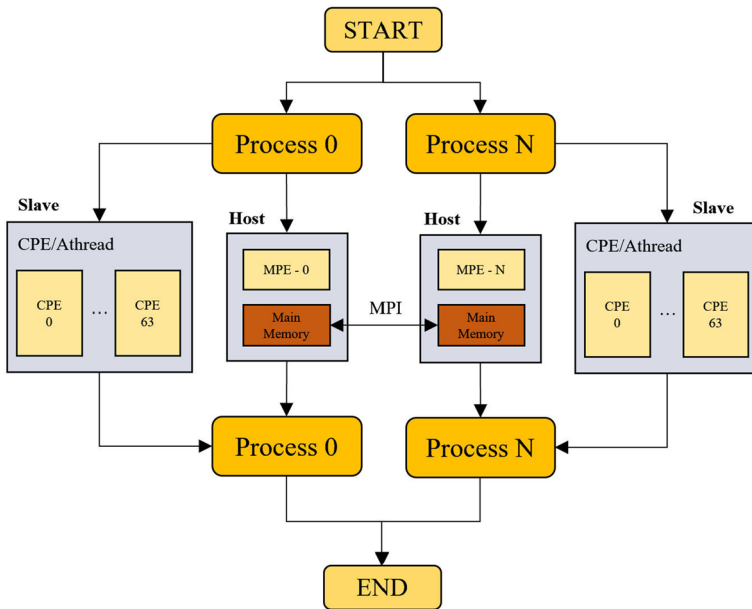 START
Process 0
Process N
Slave
Host
Host
Slave
CPE/Athread
CPE
0
...
CPE
63
MPE - 0
Main
Memory
MPI
MPE - N
Main
Memory
CPE/Athread
CPE
0
...
CPE
63
Process 0
Process N
END